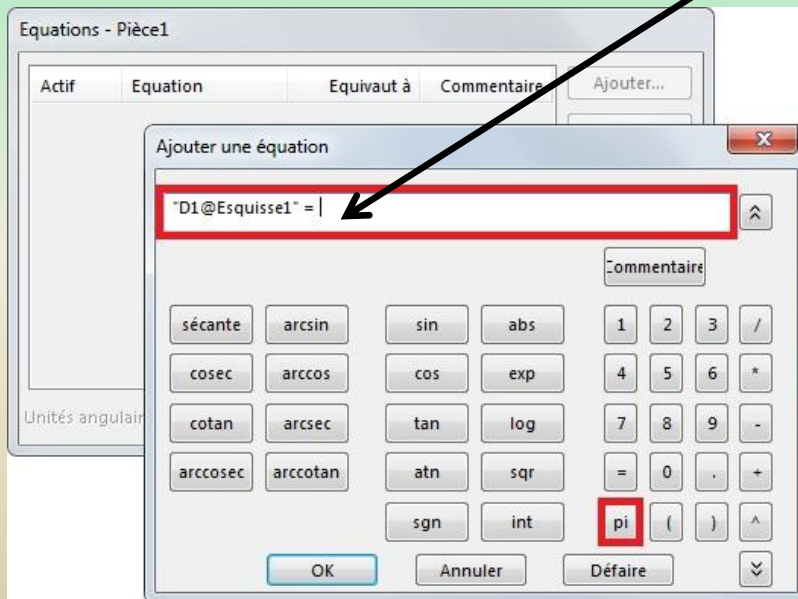 Equations - Pièce1
Actif Equation Equivaut à Commentaire Ajouter...
Ajouter une équation
"D1@Esquisse1" =
Commentaire
sécante arcsin sin abs 1 2 3 /
cosec arccos cos exp 4 5 6 *
Unités angulair
cotan arcsec tan log 7 8 9 -
arccosec arccotan atn sqr = 0 . +
sgn int pi ( ) ^
OK Annuler Défaire